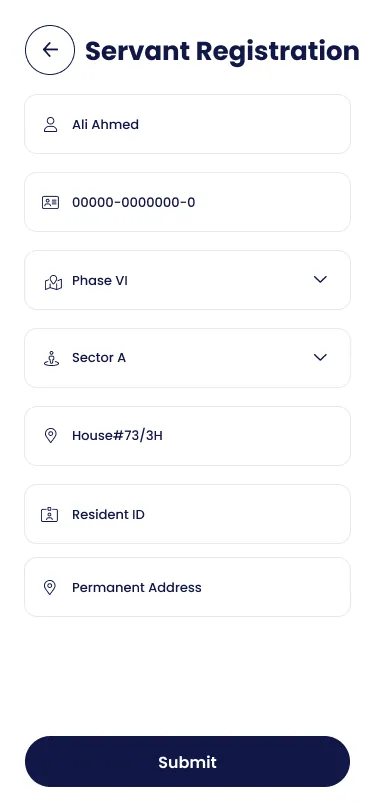 Servant Registration
Ali Ahmed
00000-0000000-0
Phase VI
Sector A
House#73/3H
Resident ID
Permanent Address
Submit